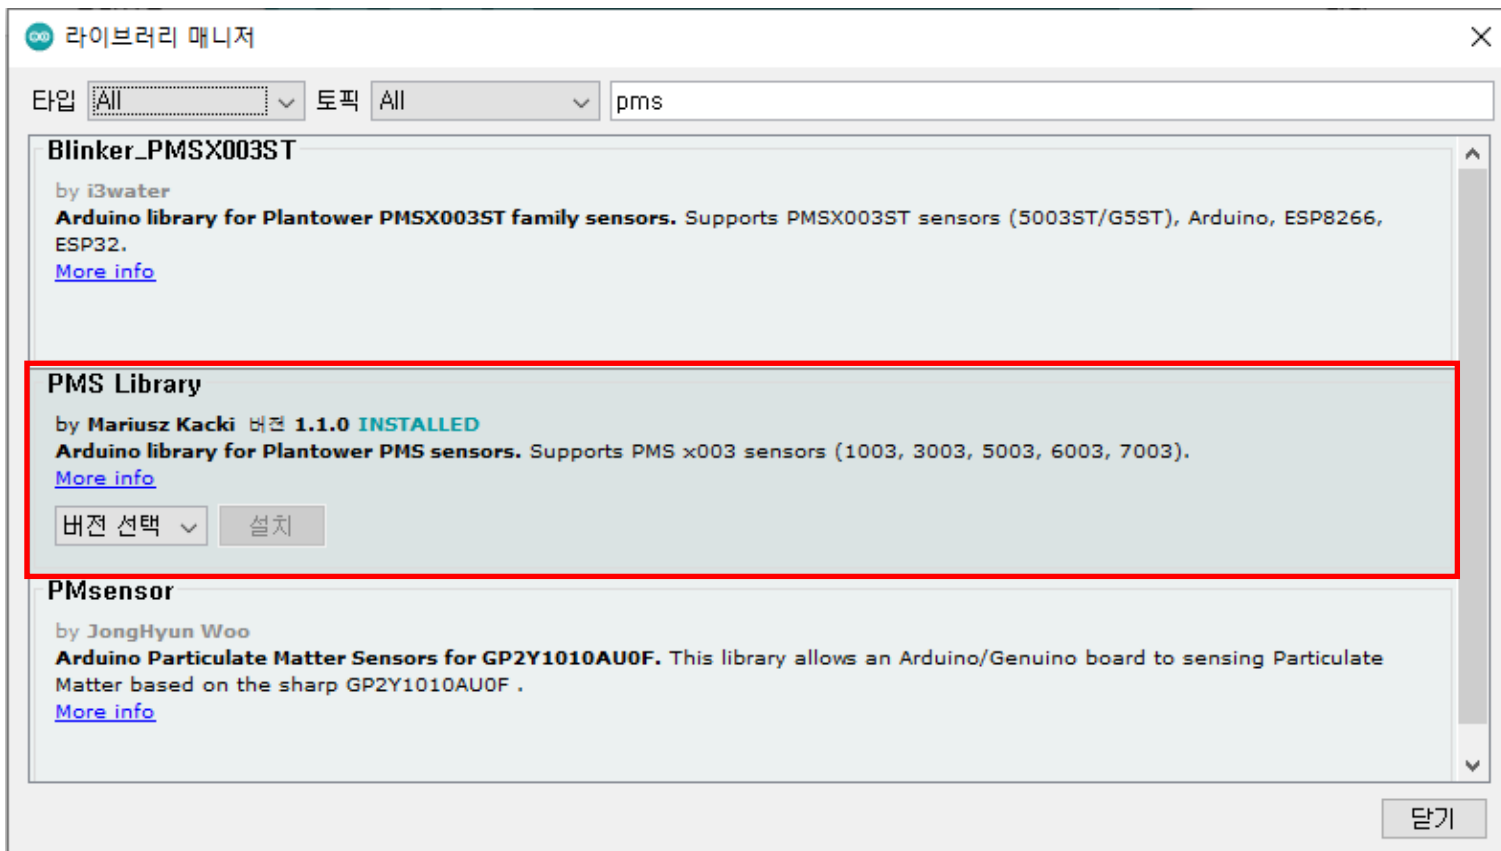 라이브러리 매니저
타입 All 토픽 All pms
Blinker_PMSX003ST
by i3water
Arduino library for Plantower PMSX003ST family sensors. Supports PMSX003ST sensors (5003ST/G5ST), Arduino, ESP8266,
ESP32.
More info
PMS Library
by Mariusz Kacki 버전 1.1.0 INSTALLED
Arduino library for Plantower PMS sensors. Supports PMS x003 sensors (1003, 3003, 5003, 6003, 7003).
More info
버전 선택 설치
PMsensor
by JongHyun Woo
Arduino Particulate Matter Sensors for GP2Y1010AU0F. This library allows an Arduino/Genuino board to sensing Particulate
Matter based on the sharp GP2Y1010AU0F .
More info
닫기